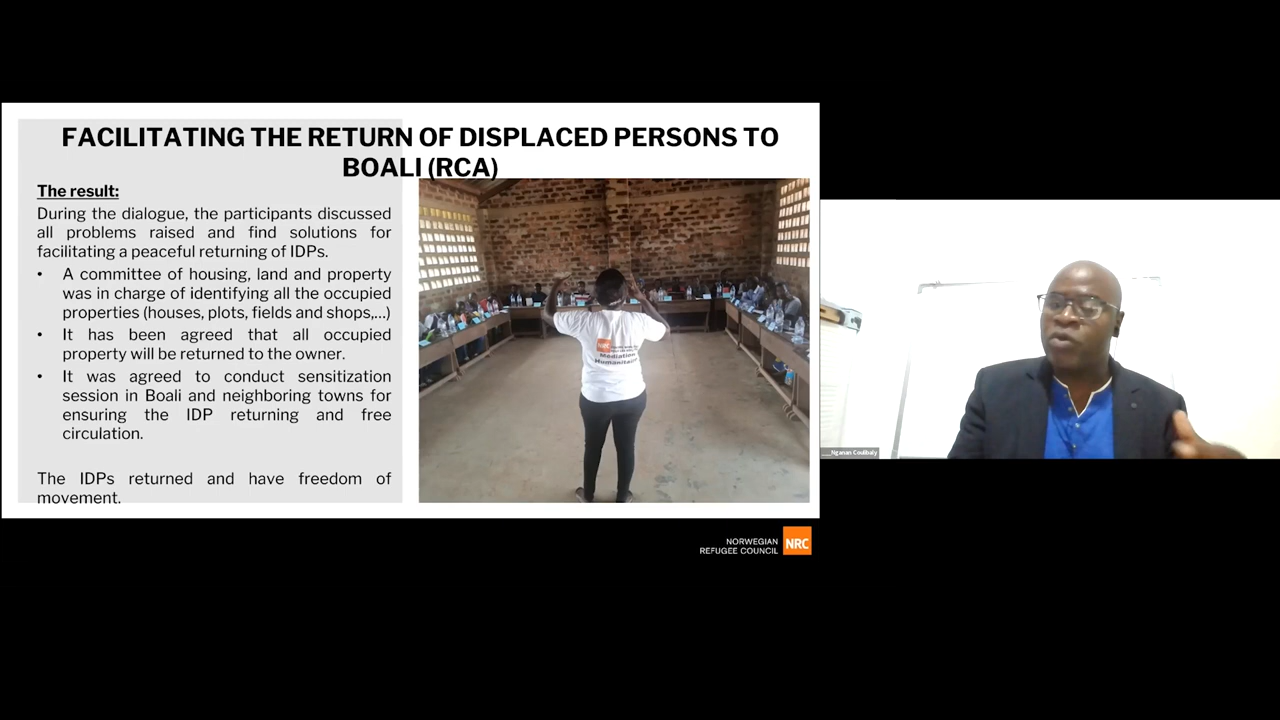 FACILITATING THE RETURN OF DISPLACED PERSONS TO
BOALI (RCA)
The result:
During the dialogue, the participants discussed
all problems raised and find solutions for
facilitating a peaceful returning of IDPs.
• A committee of housing, land and property
was in charge of identifying all the occupied
properties (houses, plots, fields and shops,...)
• It has been agreed that all occupied
property will be returned to the owner.
• It was agreed to conduct sensitization
session in Boali and neighboring towns for
ensuring the IDP returning and free
circulation.
The IDPs returned and have freedom of
movement.
NRC
Médiation
Humanitaire
___Nganan Coulibaly
NORWEGIAN
REFUGEE COUNCIL
NRC